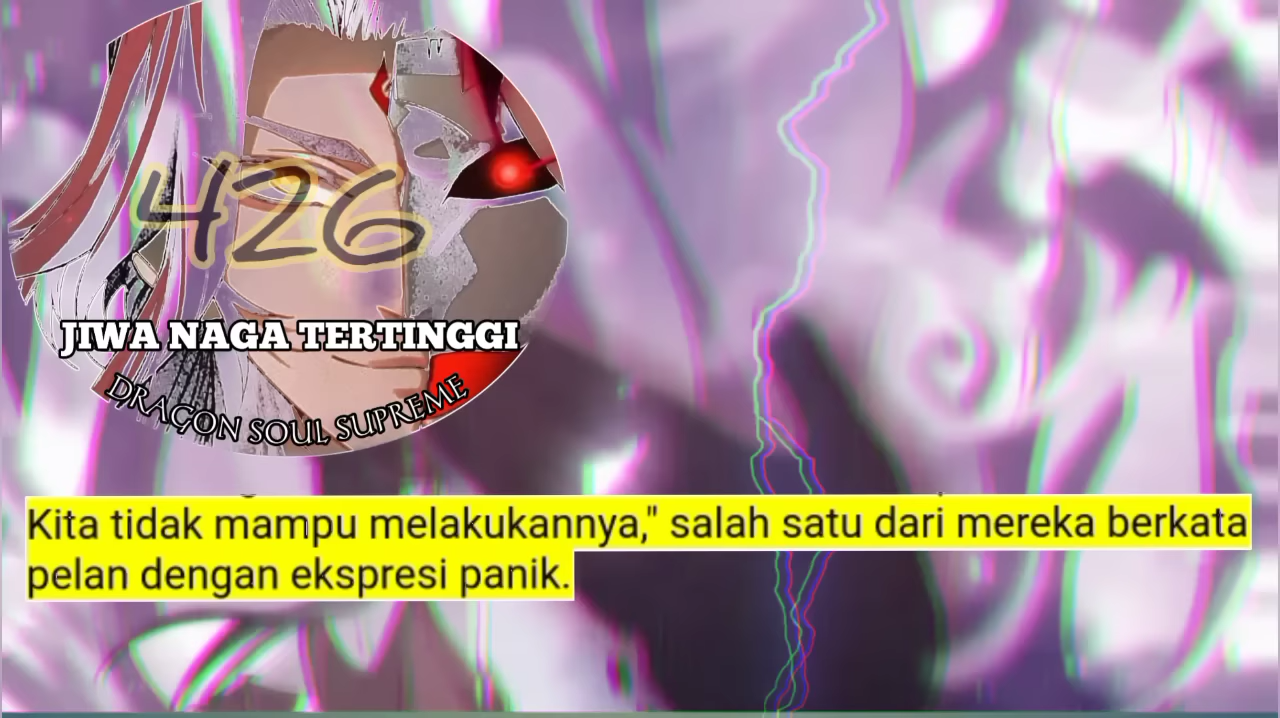 426
JIWA NAGA TERTINGGI
DRAGON SOUL SUPREME
Kita tidak mampu melakukannya," salah satu dari mereka berkata
pelan dengan ekspresi panik.